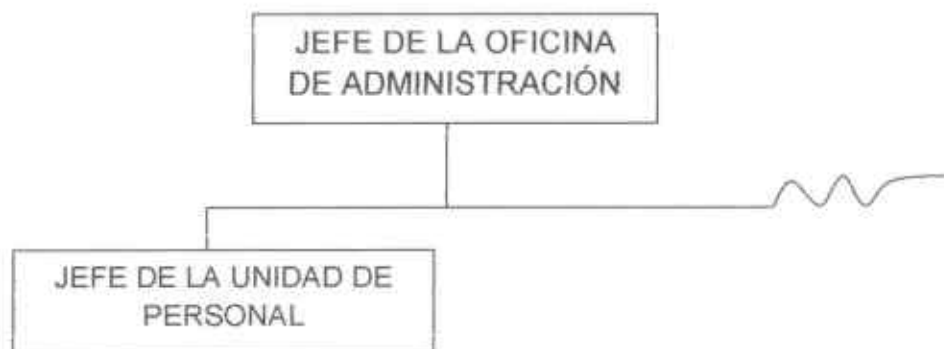 JEFE DE LA OFICINA
DE ADMINISTRACIÓN
JEFE DE LA UNIDAD DE
PERSONAL